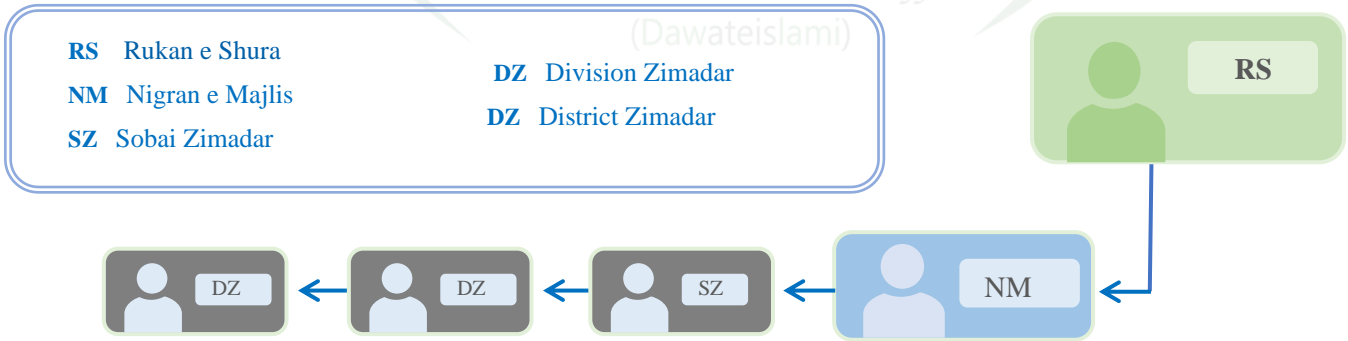 (Dawateislami)
RS Rukan e Shura
NM Nigran e Majlis
SZ Sobai Zimadar
DZ Division Zimadar
DZ District Zimadar
RS
DZ
DZ
SZ
NM